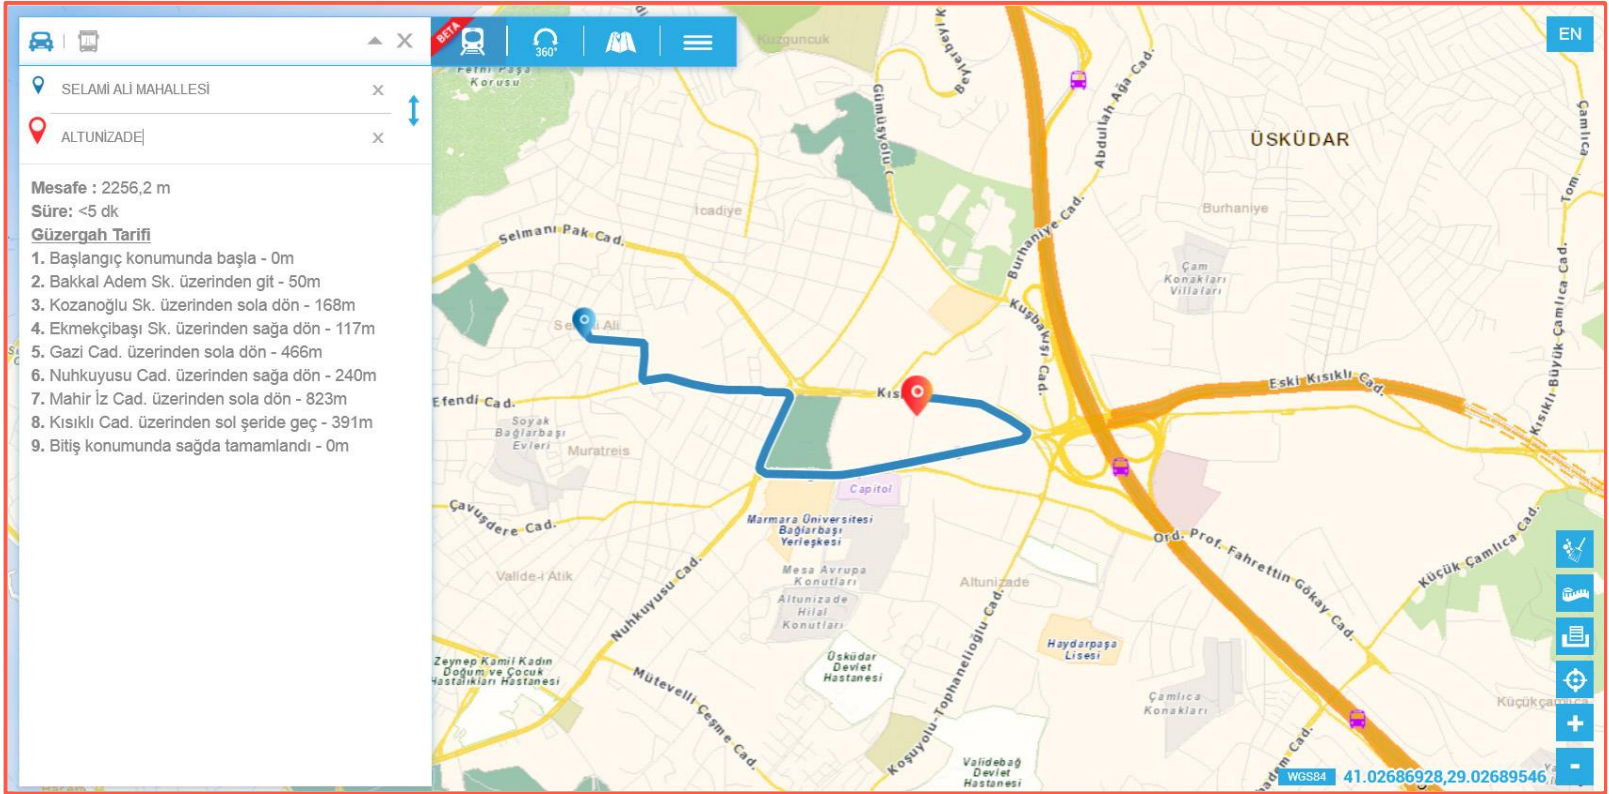 BETA
360°
EN
SELAMİ ALİ MAHALLESİ
ALTUNİZADE
Mesafe : 2256,2 m
Süre: <5 dk
Güzergah Tarifi
1. Başlangıç konumunda başla - 0m
2. Bakkal Adem Sk. üzerinden git - 50m
3. Kozanoğlu Sk. üzerinden sola dön - 168m
4. Ekmekçibaşı Sk. üzerinden sağa dön - 117m
5. Gazi Cad. üzerinden sola dön - 466m
6. Nuhkuyusu Cad. üzerinden sağa dön - 240m
7. Mahir İz Cad. üzerinden sola dön - 823m
8. Kısıklı Cad. üzerinden sol şeride geç - 391m
9. Bitiş konumunda sağda tamamlandı - 0m
Kuzguncuk
Fethi Paşa
Korusu
Gümüşyolu
Abdullah Ağa Cad.
ÜSKÜDAR
Çamlıca
Tom.
İcadiye
Burhaniye
Selmanı Pak Cad.
Burhaniye Cad.
Çam
Konakları
Villaları
Kısıklı-Büyük Çamlıca Cad.
Ali
Kuşbakışı Cad.
Eski Kısıklı Cad.
Efendi Cad.
Soyak
Bağlarbaşı
Evleri
Muratreis
Capitol
Çavuşdere Cad.
Marmara Üniversitesi
Bağlarbaşı
Yerleşkesi
Ord. Prof. Fahrettin Gökay Cad.
Küçük Çamlıca Cad.
Valide-i Atik
Mesa Avrupa
Konutları
Altunizade
Altunizade
Hilal
Konutları
Nuhkuyusu Cad.
Koşuyolu-Tophanelioğlu Cad.
Haydarpaşa
Lisesi
Zeynep Kamil Kadın
Doğum ve Çocuk
Hastalıkları Hastanesi
Üsküdar
Devlet
Hastanesi
Mütevelli Çeşme Cad.
Çamlıca
Konakları
Validebağ
Devlet
Hastanesi
WGS84 41.02686928,29.02689546